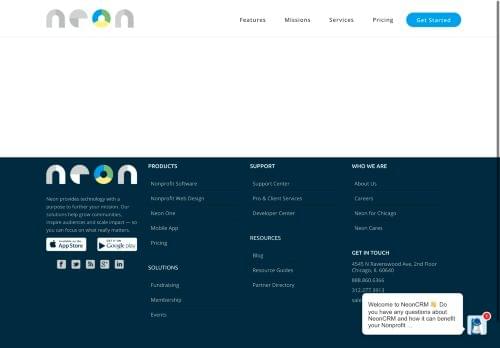 neon
Features Missions Services Pricing Get Started
neon
Neon provides technology with a
purpose to further your mission. Our
solutions help grow communities,
inspire audiences and scale impact — so
you can focus on what really matters.
Available on the
App Store
GET IT ON
Google play
PRODUCTS
Nonprofit Software
Nonprofit Web Design
Neon One
Mobile App
Pricing
SOLUTIONS
Fundraising
Membership
Events
SUPPORT
Support Center
Pro & Client Services
Developer Center
RESOURCES
Blog
Resource Guides
Partner Directory
WHO WE ARE
About Us
Careers
Neon for Chicago
Neon Cares
GET IN TOUCH
4545 N Ravenswood Ave, 2nd Floor
Chicago, IL 60640
888.860.6366
Welcome to NeonCRM 👋 Do
you have any questions about
NeonCRM and how it can benefit
your Nonprofit ...
1